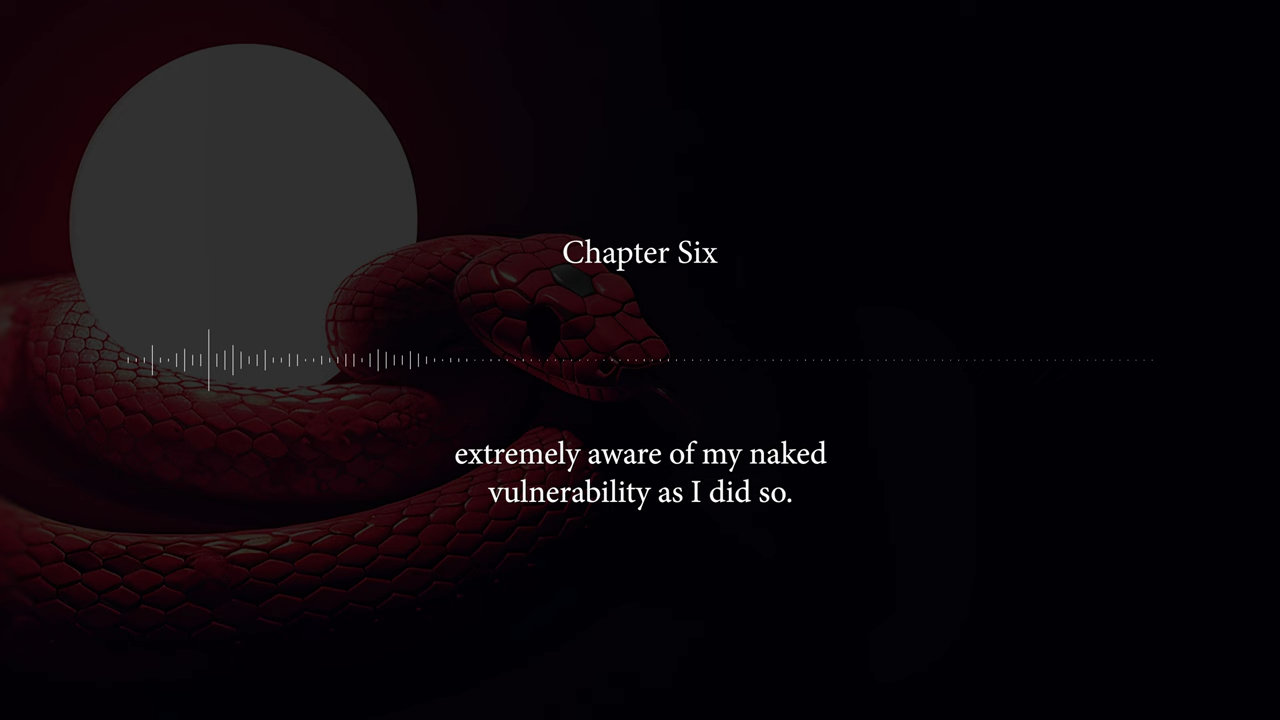 Chapter Six
extremely aware of my naked
vulnerability as I did so.